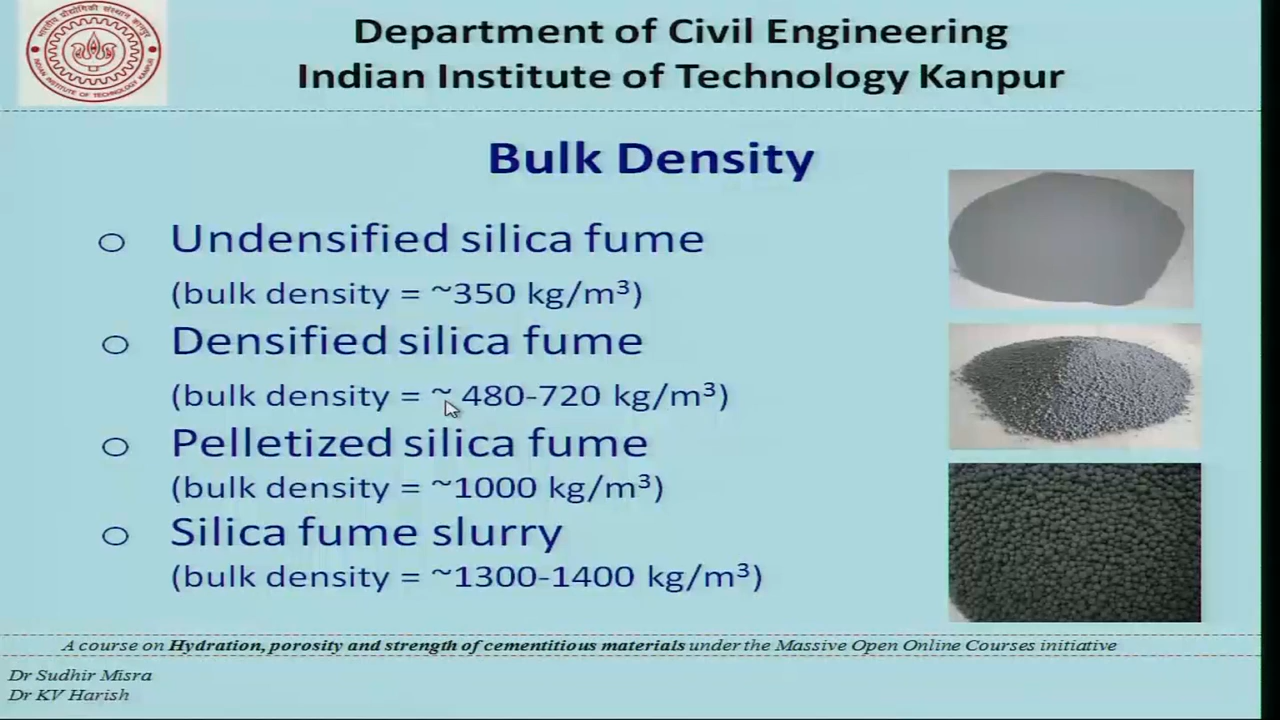 Department of Civil Engineering
Indian Institute of Technology Kanpur
Bulk Density
o Undensified silica fume
(bulk density = ~350 kg/m³)
o Densified silica fume
(bulk density = ~ 480-720 kg/m³)
o Pelletized silica fume
(bulk density = ~1000 kg/m³)
o Silica fume slurry
(bulk density = ~1300-1400 kg/m³)
A course on Hydration, porosity and strength of cementitious materials under the Massive Open Online Courses initiative
Dr Sudhir Misra
Dr KV Harish